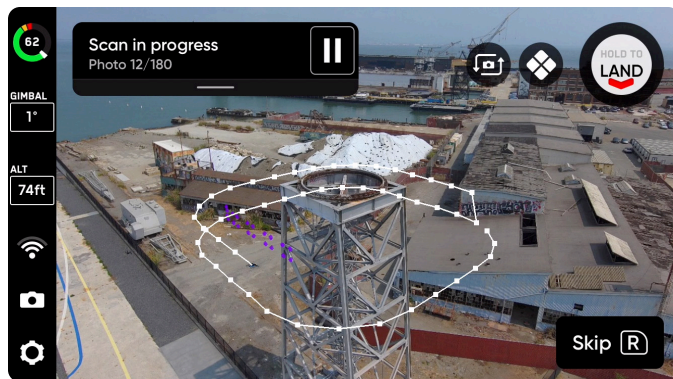 62
GIMBAL
1°
ALT
74ft
Scan in progress
Photo 12/180
HOLD TO
LAND
Skip R